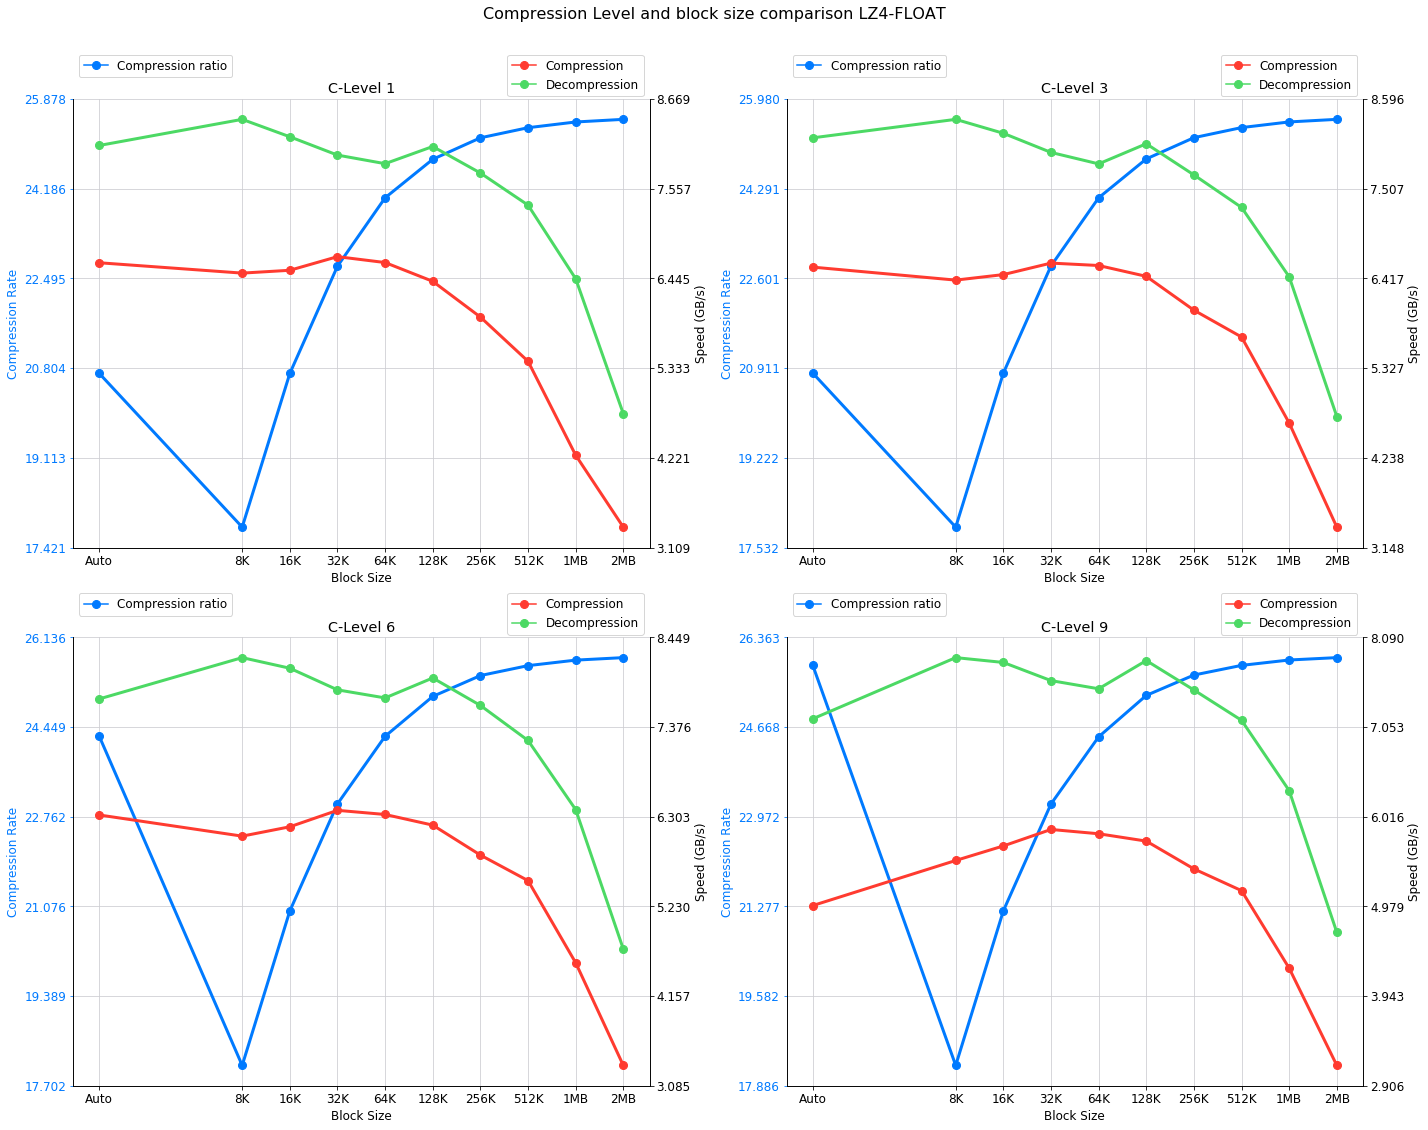 Compression Level and block size comparison LZ4-FLOAT
Compression ratio
Compression
Decompression
C-Level 1
25.878
24.186
22.495
20.804
19.113
17.421
Compression Rate
8.669
7.557
6.445
5.333
4.221
3.109
Speed (GB/s)
Auto 8K 16K 32K 64K 128K 256K 512K 1MB 2MB
Block Size
Compression ratio
Compression
Decompression
C-Level 3
25.980
24.291
22.601
20.911
19.222
17.532
Compression Rate
8.596
7.507
6.417
5.327
4.238
3.148
Speed (GB/s)
Auto 8K 16K 32K 64K 128K 256K 512K 1MB 2MB
Block Size
Compression ratio
Compression
Decompression
C-Level 6
26.136
24.449
22.762
21.076
19.389
17.702
Compression Rate
8.449
7.376
6.303
5.230
4.157
3.085
Speed (GB/s)
Auto 8K 16K 32K 64K 128K 256K 512K 1MB 2MB
Block Size
Compression ratio
Compression
Decompression
C-Level 9
26.363
24.668
22.972
21.277
19.582
17.886
Compression Rate
8.090
7.053
6.016
4.979
3.943
2.906
Speed (GB/s)
Auto 8K 16K 32K 64K 128K 256K 512K 1MB 2MB
Block Size